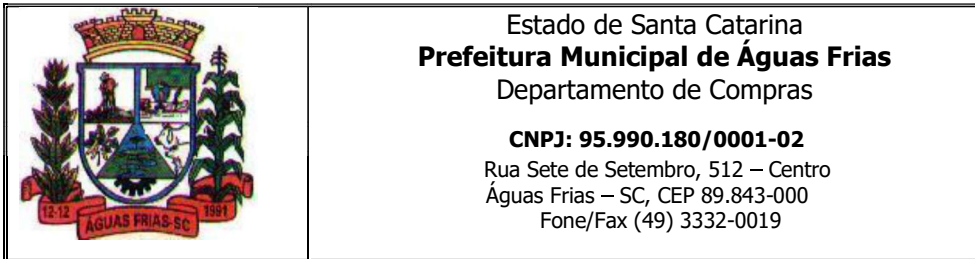 12-12
ÁGUAS FRIAS-SC
1991
Estado de Santa Catarina
Prefeitura Municipal de Águas Frias
Departamento de Compras
CNPJ: 95.990.180/0001-02
Rua Sete de Setembro, 512 – Centro
Águas Frias – SC, CEP 89.843-000
Fone/Fax (49) 3332-0019